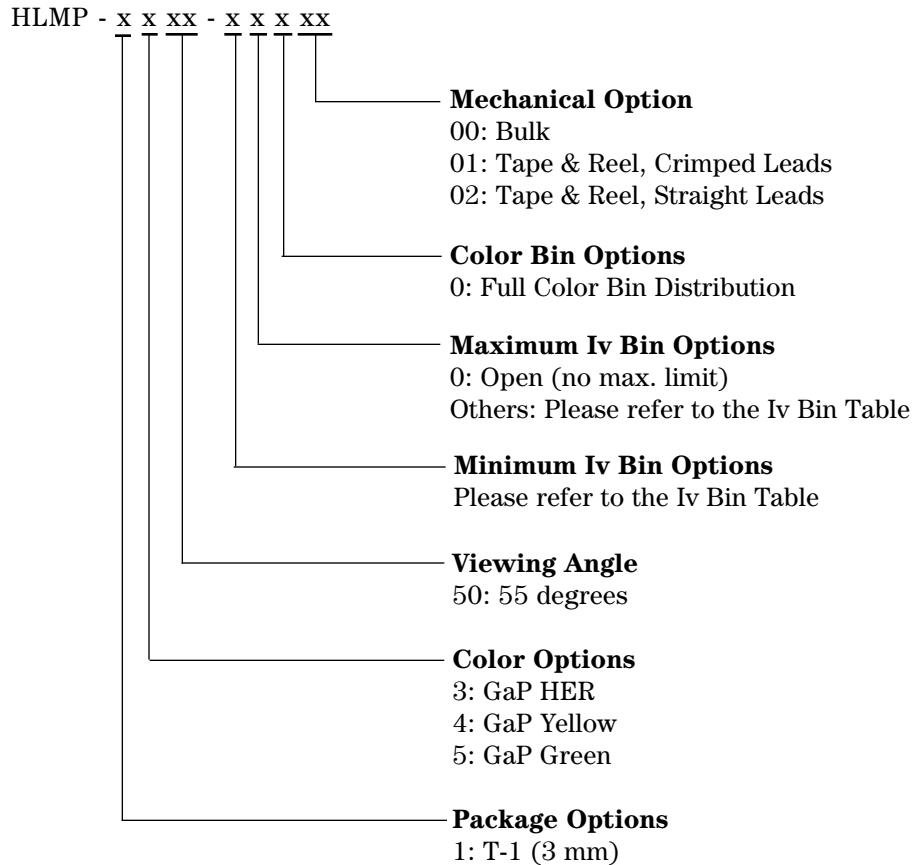 HLMP - x x xx - x x x xx
Mechanical Option
00: Bulk
01: Tape & Reel, Crimped Leads
02: Tape & Reel, Straight Leads
Color Bin Options
0: Full Color Bin Distribution
Maximum Iv Bin Options
0: Open (no max. limit)
Others: Please refer to the Iv Bin Table
Minimum Iv Bin Options
Please refer to the Iv Bin Table
Viewing Angle
50: 55 degrees
Color Options
3: GaP HER
4: GaP Yellow
5: GaP Green
Package Options
1: T-1 (3 mm)